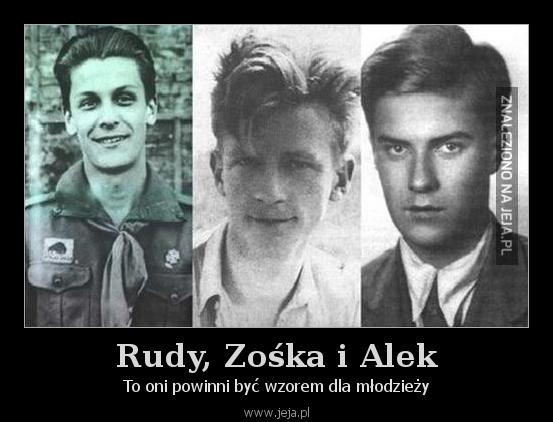 ZNALEZIONO NA JEJA.PL
Rudy, Zośka i Alek
To oni powinni być wzorem dla młodzieży
www.jeja.pl